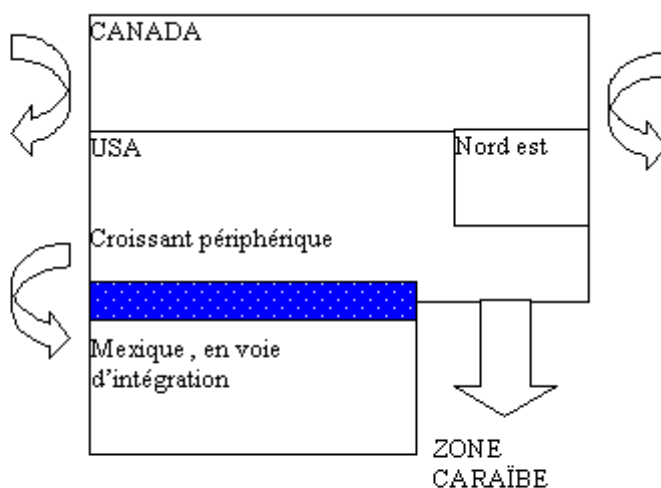 CANADA
USA
Nord est
Croissant périphérique
Mexique , en voie
d'intégration
ZONE
CARAÏBE